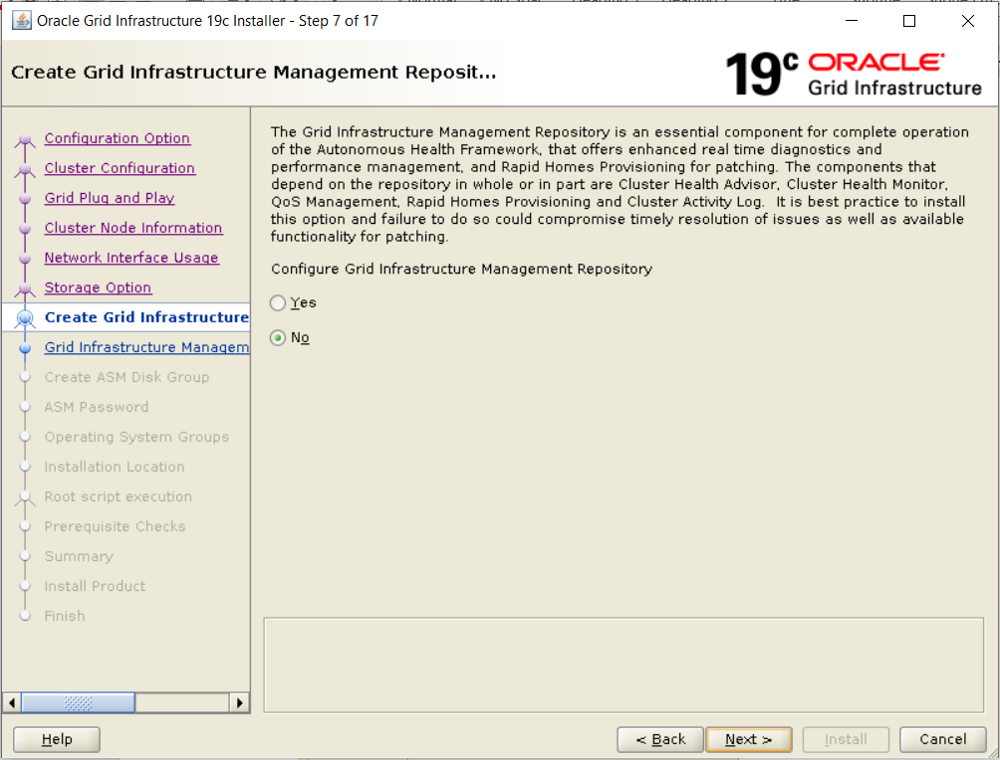 Oracle Grid Infrastructure 19c Installer - Step 7 of 17
Create Grid Infrastructure Management Reposit...
19c ORACLE
Grid Infrastructure
Configuration Option
Cluster Configuration
Grid Plug and Play
Cluster Node Information
Network Interface Usage
Storage Option
Create Grid Infrastructure
Grid Infrastructure Managem
Create ASM Disk Group
ASM Password
Operating System Groups
Installation Location
Root script execution
Prerequisite Checks
Summary
Install Product
Finish
The Grid Infrastructure Management Repository is an essential component for complete operation
of the Autonomous Health Framework, that offers enhanced real time diagnostics and
performance management, and Rapid Homes Provisioning for patching. The components that
depend on the repository in whole or in part are Cluster Health Advisor, Cluster Health Monitor,
QoS Management, Rapid Homes Provisioning and Cluster Activity Log.  It is best practice to install
this option and failure to do so could compromise timely resolution of issues as well as available
functionality for patching.
Configure Grid Infrastructure Management Repository
Yes
No
Help
< Back
Next >
Install
Cancel